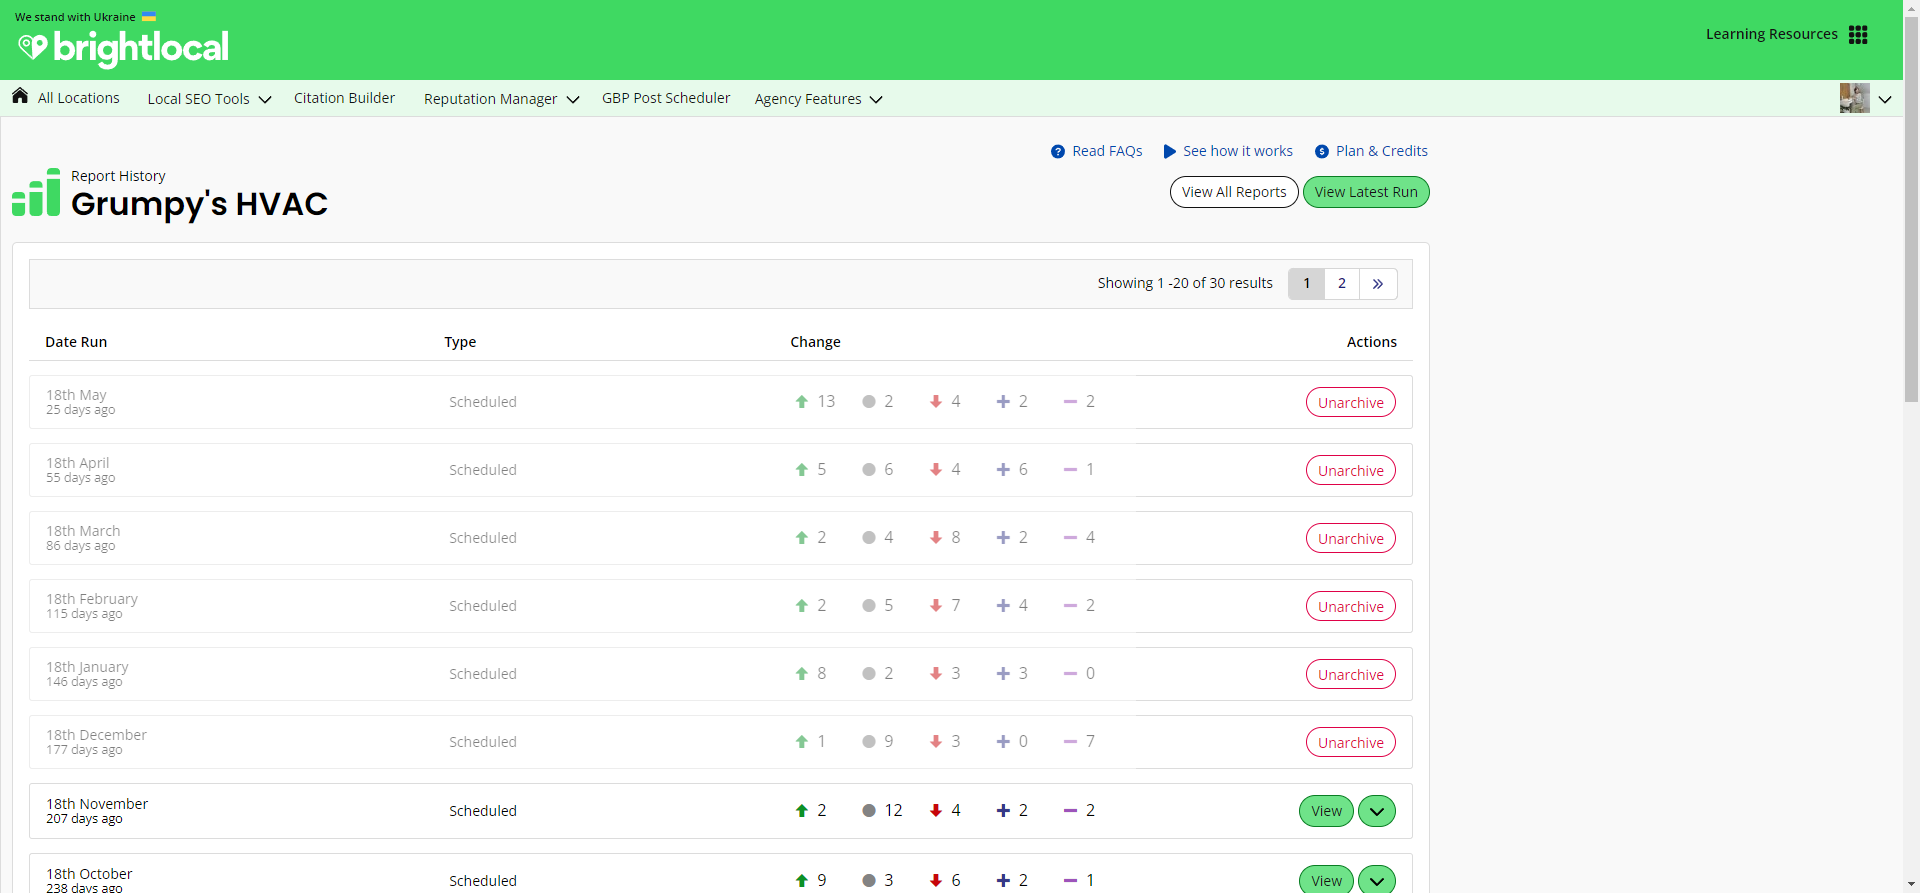 We stand with Ukraine
brightlocal
Learning Resources
All Locations Local SEO Tools Citation Builder Reputation Manager GBP Post Scheduler Agency Features
Read FAQs See how it works Plan & Credits
Report History
Grumpy's HVAC
View All Reports View Latest Run
Showing 1 -20 of 30 results 1 2 »
Date Run Type Change Actions
18th May
25 days ago
Scheduled 13 2 4 2 2 Unarchive
18th April
55 days ago
Scheduled 5 6 4 6 1 Unarchive
18th March
86 days ago
Scheduled 2 4 8 2 4 Unarchive
18th February
115 days ago
Scheduled 2 5 7 4 2 Unarchive
18th January
146 days ago
Scheduled 8 2 3 3 0 Unarchive
18th December
177 days ago
Scheduled 1 9 3 0 7 Unarchive
18th November
207 days ago
Scheduled 2 12 4 2 2 View
18th October
238 days ago
Scheduled 9 3 6 2 1 View